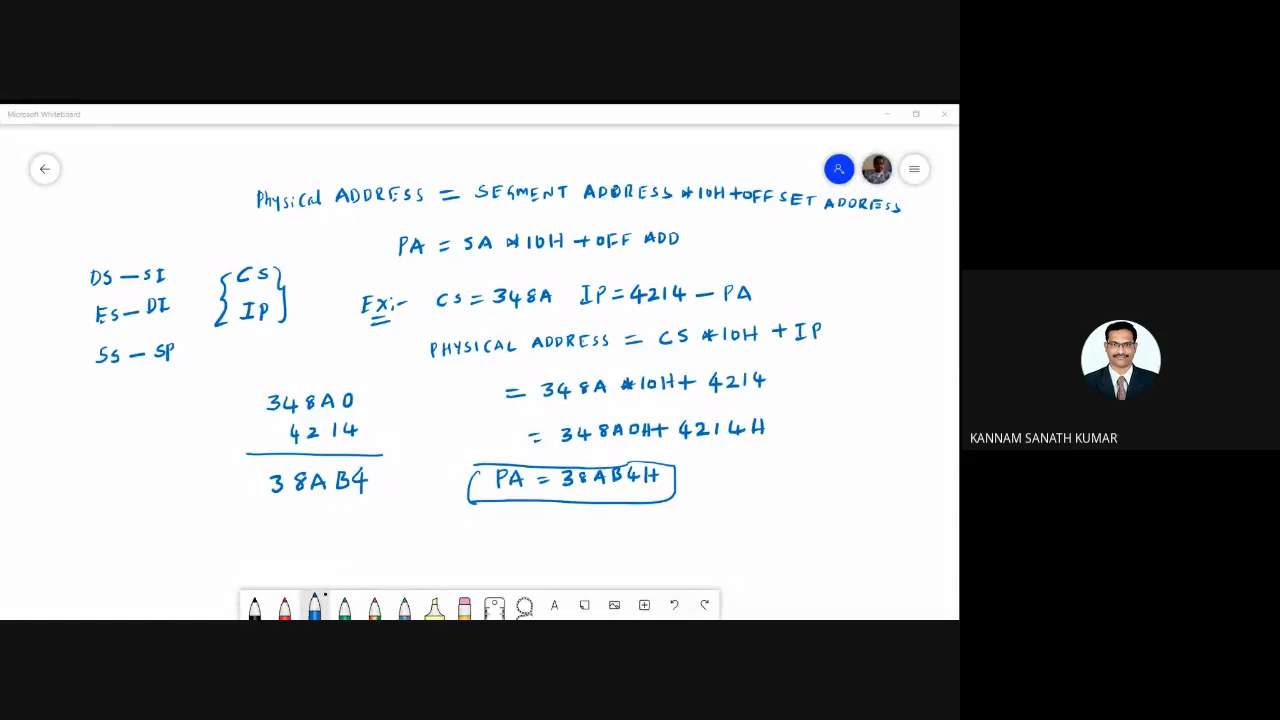 Microsoft Whiteboard
Physical ADDRESS = SEGMENT ADDRESS *10H+OFFSET ADDRESS
PA = SA *10H + OFF ADD
DS - SI
ES - DI
SS - SP
{CS
IP}
Ex:- CS = 348A IP = 4214 - PA
PHYSICAL ADDRESS = CS *10H + IP
= 348A *10H + 4214
= 348A0H + 4214H
PA = 38AB4H
348A0
4214
38AB4
A
KANNAM SANATH KUMAR